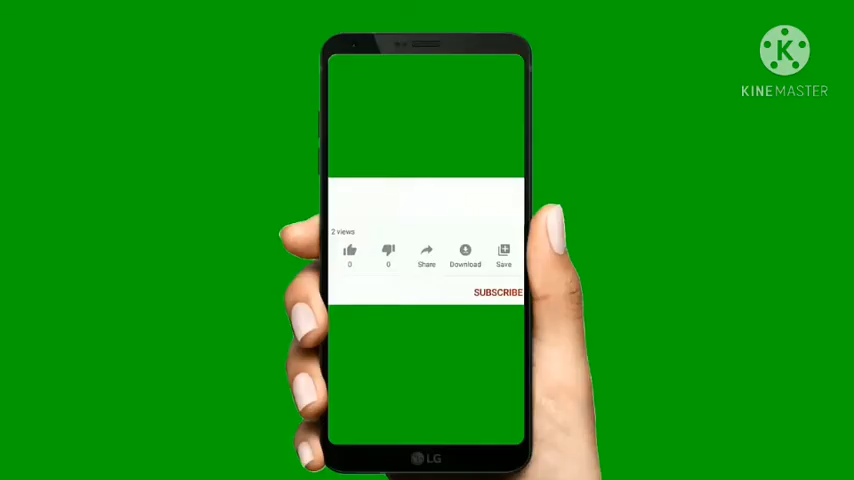 K
KINEMASTER
2 views
0
0
Share
Download
Save
SUBSCRIBE
LG